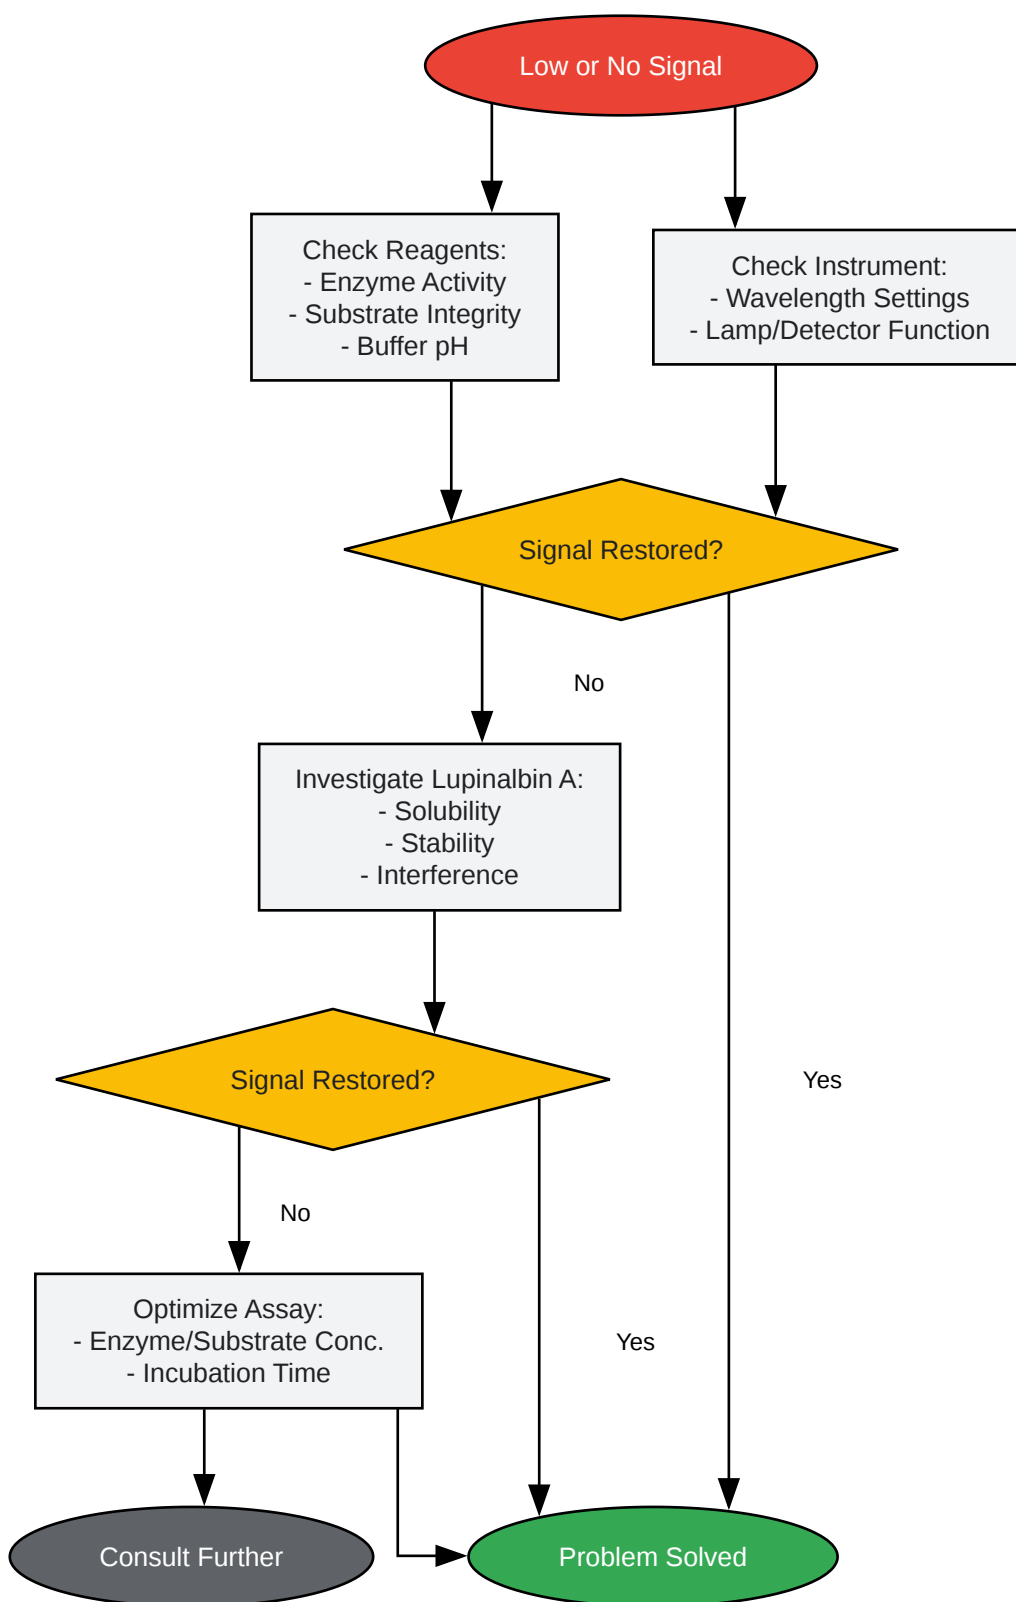 Low or No Signal
Check Reagents:
- Enzyme Activity
- Substrate Integrity
- Buffer pH
Check Instrument:
- Wavelength Settings
- Lamp/Detector Function
Signal Restored?
No
Investigate Lupinalbin A:
- Solubility
- Stability
- Interference
Signal Restored?
Yes
No
Optimize Assay:
- Enzyme/Substrate Conc.
- Incubation Time
Yes
Consult Further
Problem Solved